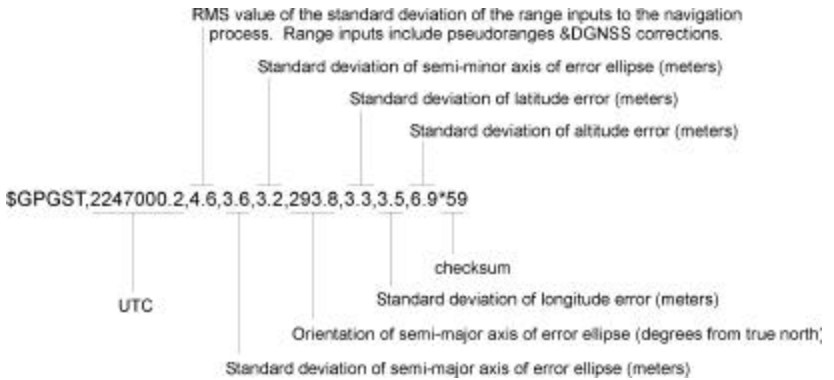 RMS value of the standard deviation of the range inputs to the navigation
process. Range inputs include pseudoranges &DGNSS corrections.
Standard deviation of semi-minor axis of error ellipse (meters)
Standard deviation of latitude error (meters)
Standard deviation of altitude error (meters)
$GPGST,2247000.2,4.6,3.6,3.2,293.8,3.3,3.5,6.9*59
checksum
UTC
Standard deviation of longitude error (meters)
Orientation of semi-major axis of error ellipse (degrees from true north)
Standard deviation of semi-major axis of error ellipse (meters)